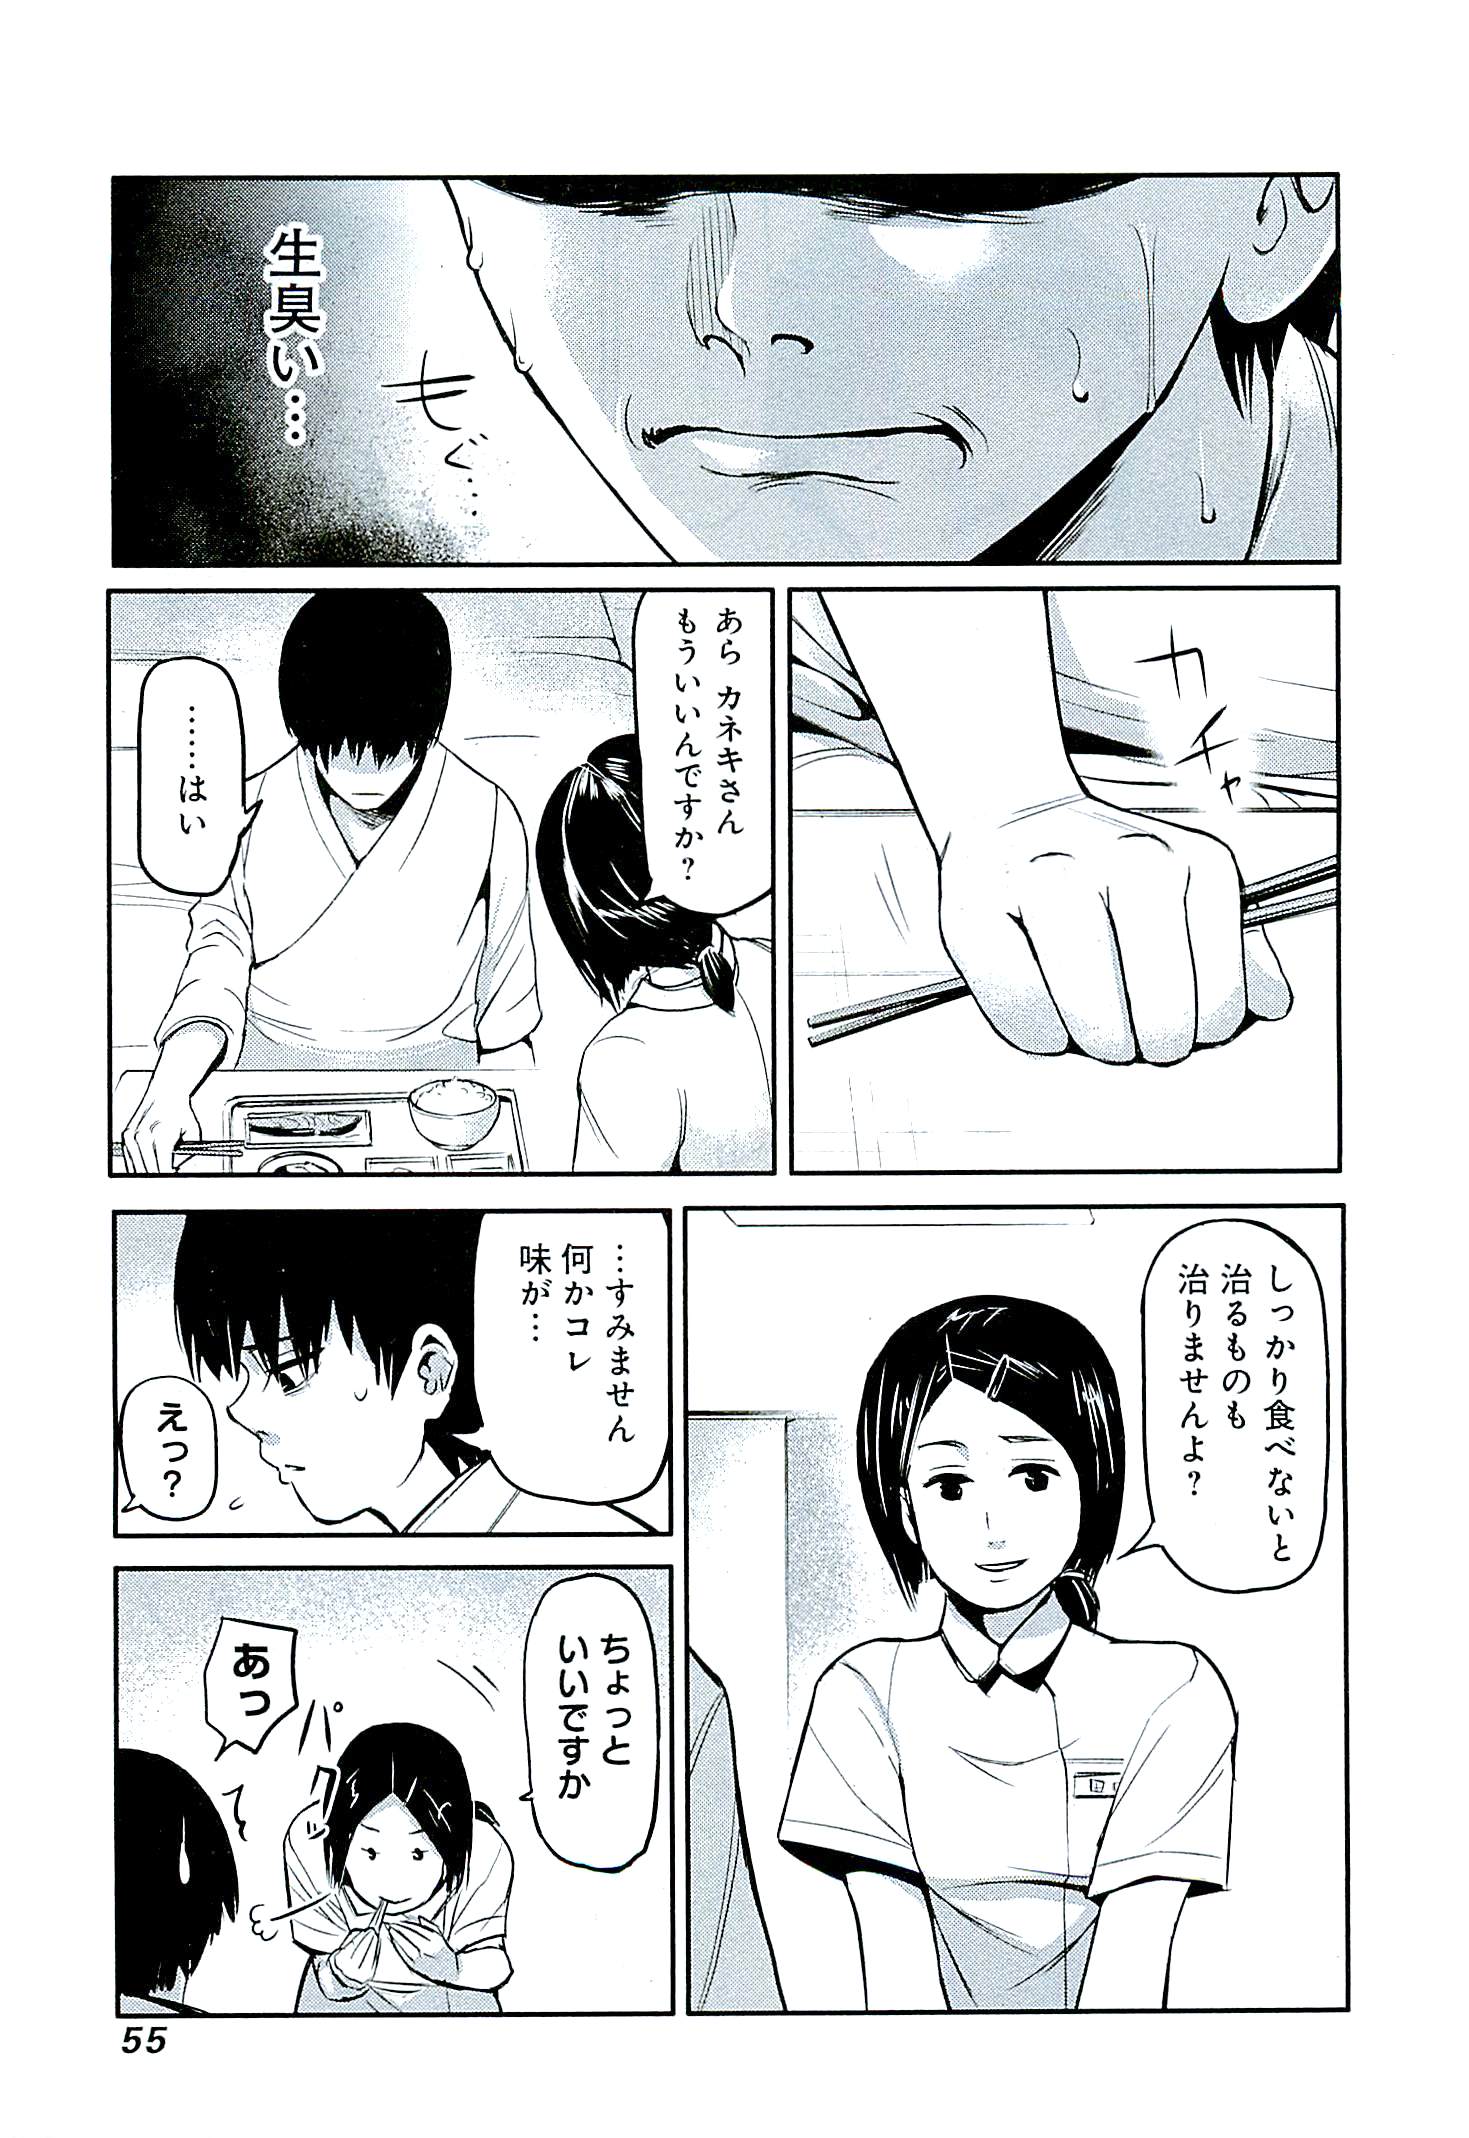 生臭い…
もぐ…
カチャ
あら カネキさん
もういいんですか？
……はい
しっかり食べないと
治るものも
治りませんよ？
…すみません
何かコレ
味が…
えっ？
ちょっと
いいですか
パクッ
あっ
田
55